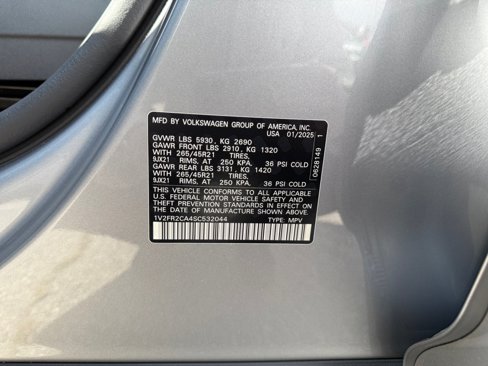 MFD BY VOLKSWAGEN GROUP OF AMERICA, INC.
USA 01/2025
GVWR LBS 5930, KG 2690
GAWR FRONT LBS 2910, KG 1320
WITH 265/45R21 TIRES,
9JX21 RIMS, AT 250 KPA, 36 PSI COLD
GAWR REAR LBS 3131, KG 1420
WITH 265/45R21 TIRES,
9JX21 RIMS, AT 250 KPA, 36 PSI COLD
THIS VEHICLE CONFORMS TO ALL APPLICABLE
U.S. FEDERAL MOTOR VEHICLE SAFETY AND
THEFT PREVENTION STANDARDS IN EFFECT ON
THE DATE OF MANUFACTURE SHOWN ABOVE.
1V2FR2CA4SC532044 TYPE: MPV
0628149 1